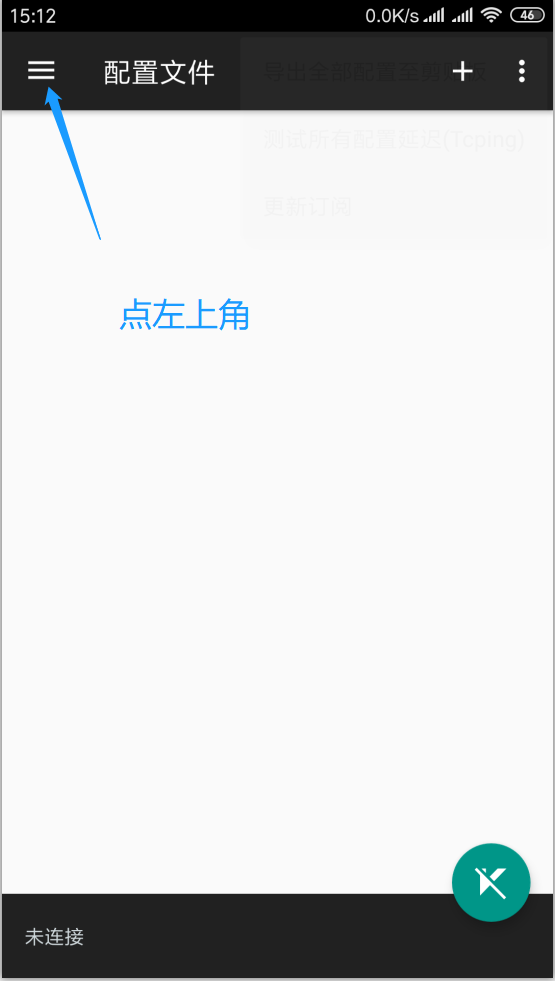 15:12
0.0K/s
46
配置文件
导出全部配置至剪贴板
测试所有配置延迟(Tcping)
更新订阅
点左上角
未连接